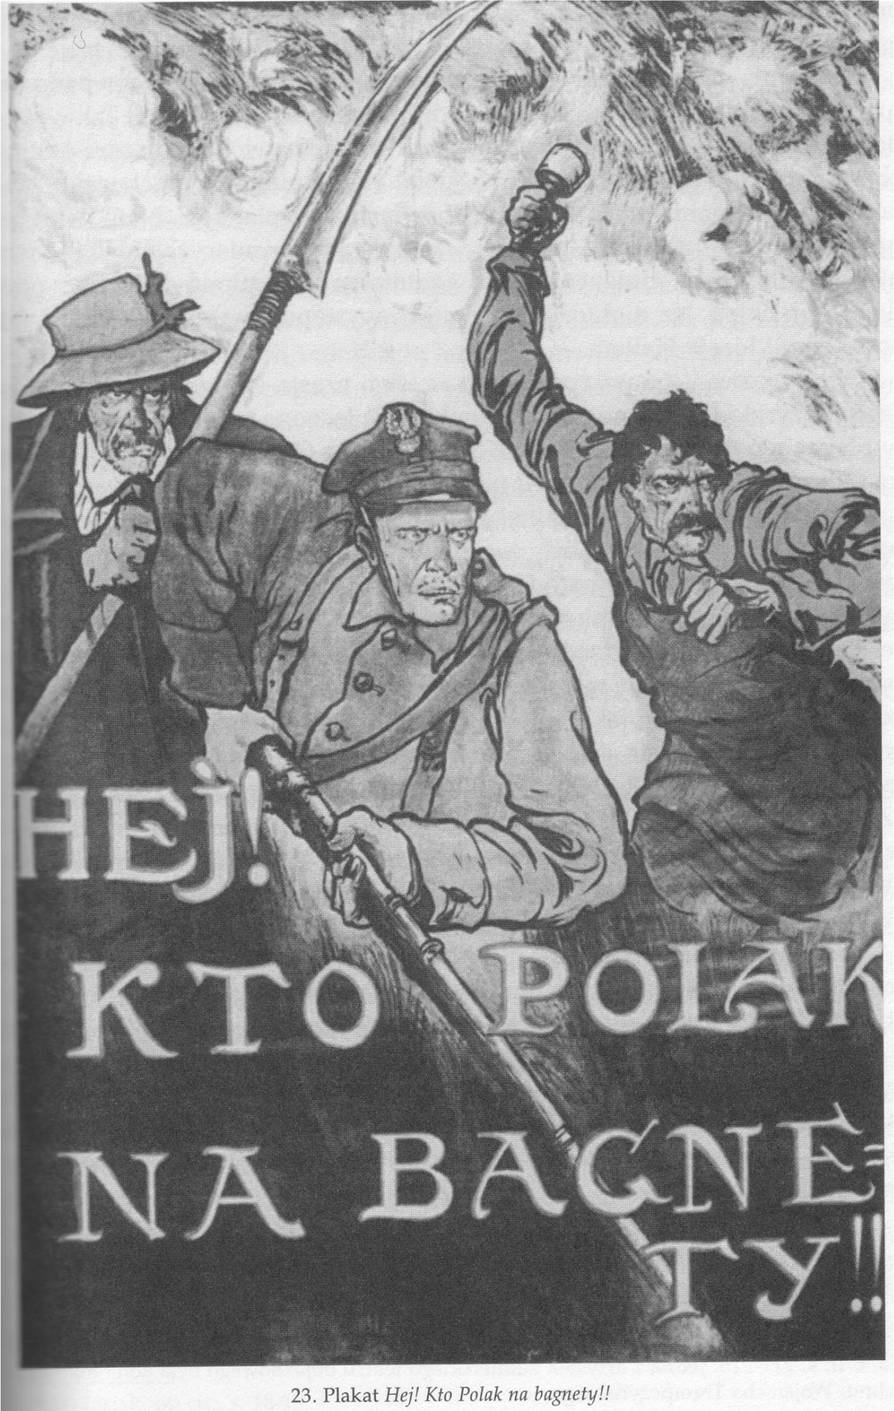 HEJ!
KTO POLAK
NA BAGNE=
TY!!
23. Plakat Hej! Kto Polak na bagnety!!